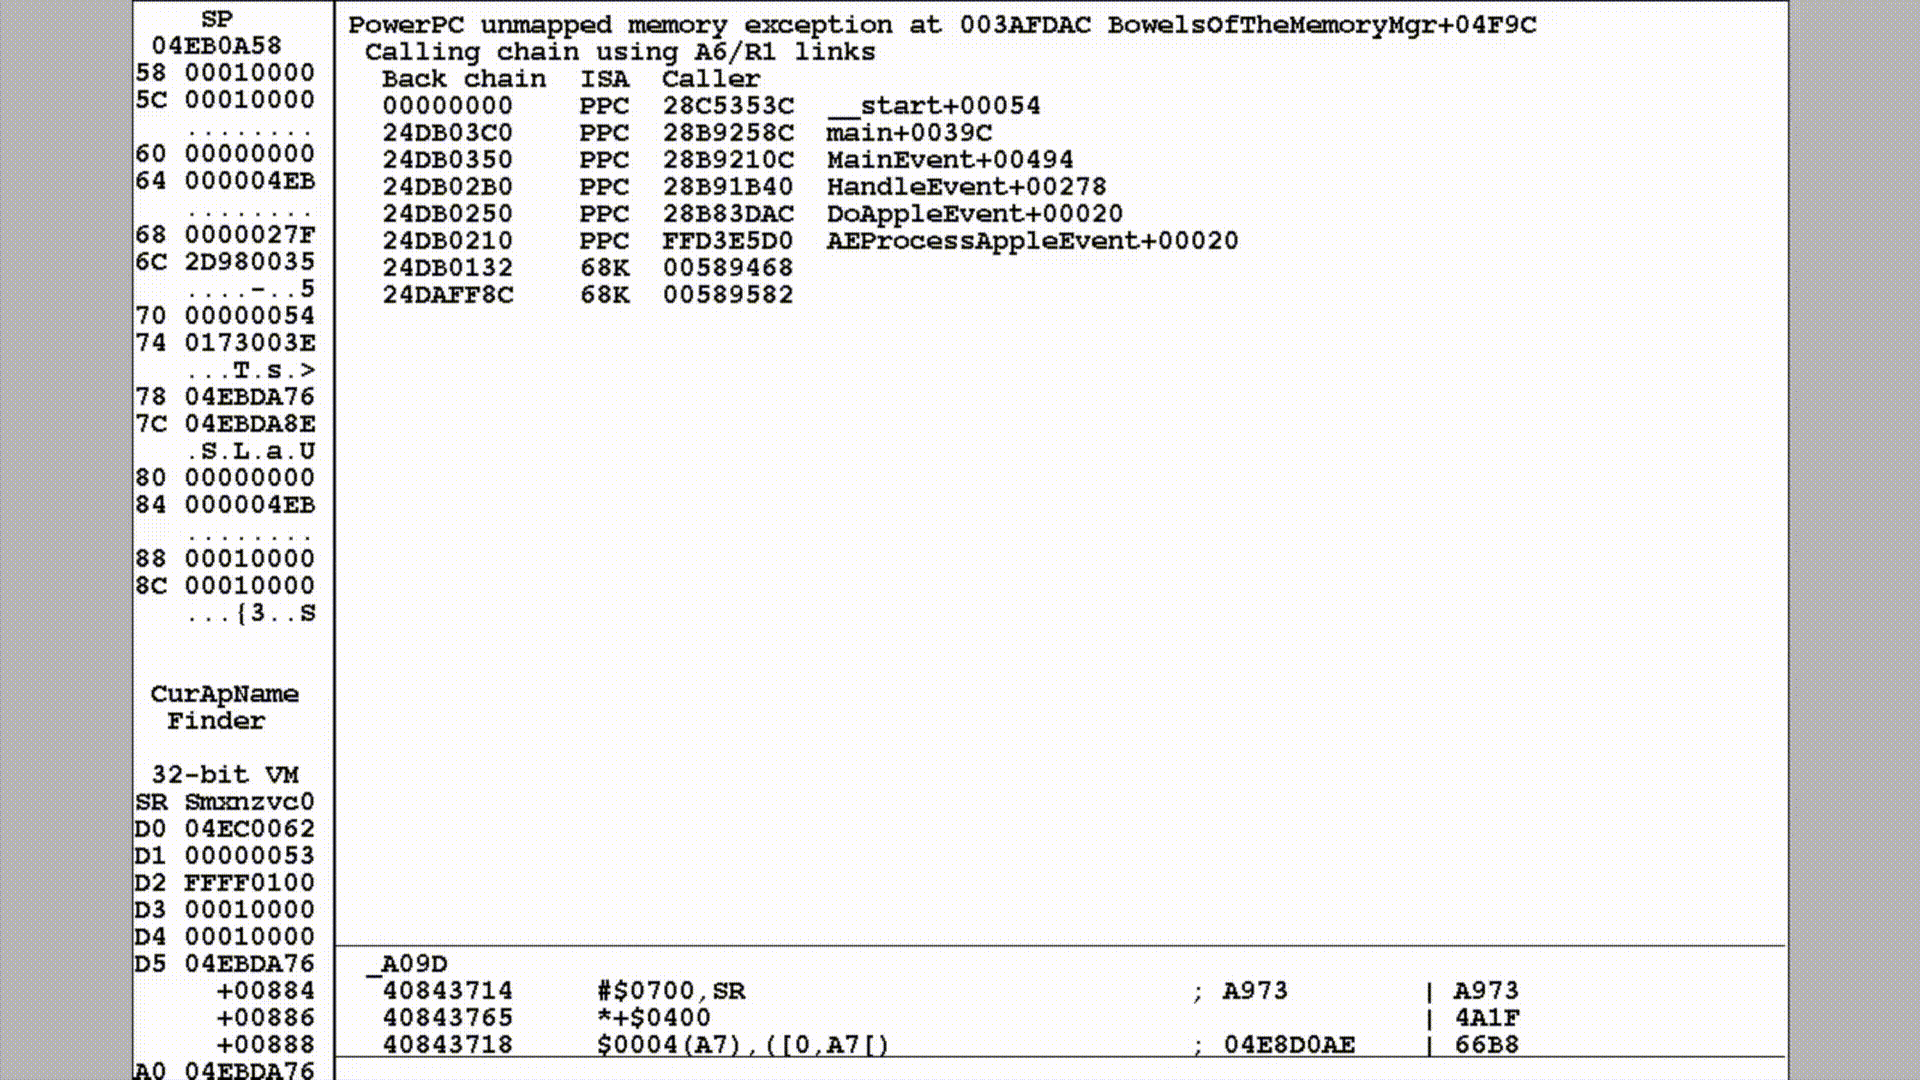 SP
04EB0A58
58 00010000
5C 00010000
........
60 00000000
64 000004EB
........
68 0000027F
6C 2D980035
....-..5
70 00000054
74 0173003E
...T.s.>
78 04EBDA76
7C 04EBDA8E
.S.L.a.U
80 00000000
84 000004EB
........
88 00010000
8C 00010000
...{3..S
CurApName
Finder
32-bit VM
SR Smxnzvc0
D0 04EC0062
D1 00000053
D2 FFFF0100
D3 00010000
D4 00010000
D5 04EBDA76
+00884
+00886
+00888
A0 04EBDA76
PowerPC unmapped memory exception at 003AFDAC BowelsOfTheMemoryMgr+04F9C
Calling chain using A6/R1 links
Back chain ISA Caller
00000000 PPC 28C5353C __start+00054
24DB03C0 PPC 28B9258C main+0039C
24DB0350 PPC 28B9210C MainEvent+00494
24DB02B0 PPC 28B91B40 HandleEvent+00278
24DB0250 PPC 28B83DAC DoAppleEvent+00020
24DB0210 PPC FFD3E5D0 AEProcessAppleEvent+00020
24DB0132 68K 00589468
24DAFF8C 68K 00589582
_A09D
40843714 #$0700,SR ; A973 | A973
40843765 *+$0400 | 4A1F
40843718 $0004(A7),([0,A7[) ; 04E8D0AE | 66B8